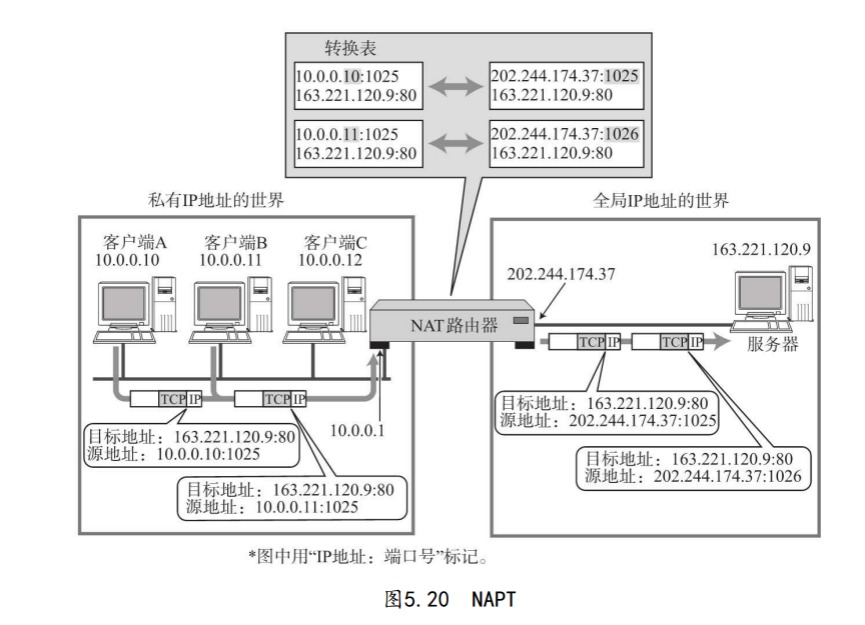 转换表
10.0.0.10:1025
163.221.120.9:80
202.244.174.37:1025
163.221.120.9:80
10.0.0.11:1025
163.221.120.9:80
202.244.174.37:1026
163.221.120.9:80
私有IP地址的世界
全局IP地址的世界
客户端A
10.0.0.10
客户端B
10.0.0.11
客户端C
10.0.0.12
163.221.120.9
202.244.174.37
NAT路由器
服务器
TCP IP
TCP IP
TCP IP
TCP IP
目标地址：163.221.120.9:80
源地址：10.0.0.10:1025
10.0.0.1
目标地址：163.221.120.9:80
源地址：10.0.0.11:1025
目标地址：163.221.120.9:80
源地址：202.244.174.37:1025
目标地址：163.221.120.9:80
源地址：202.244.174.37:1026
*图中用“IP地址：端口号”标记。
图5.20 NAPT